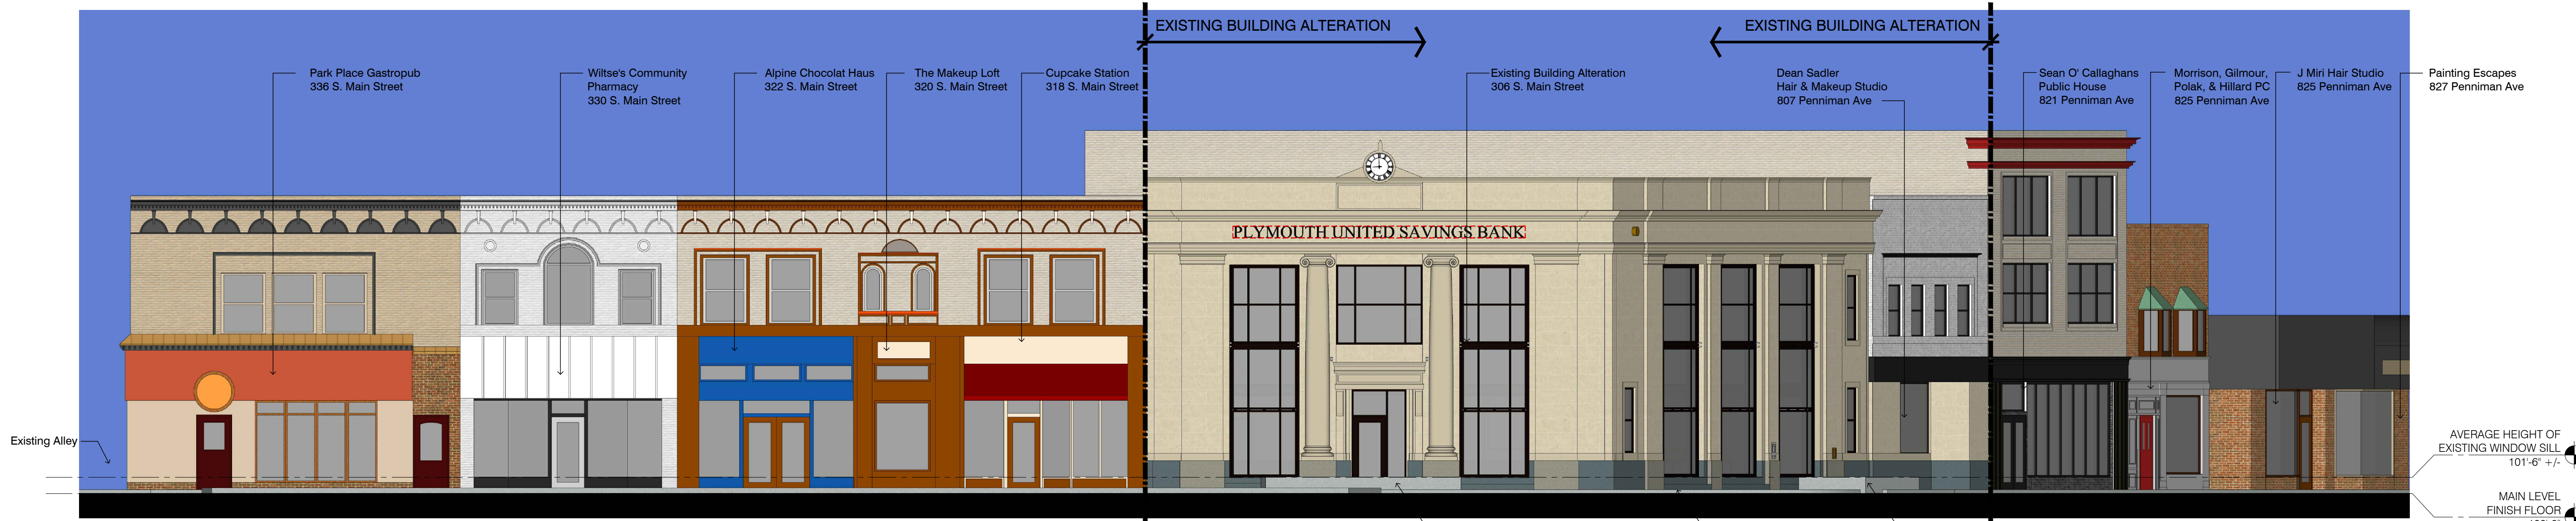 EXISTING BUILDING ALTERATION
EXISTING BUILDING ALTERATION
Park Place Gastropub
336 S. Main Street
Wiltse's Community
Pharmacy
330 S. Main Street
Alpine Chocolat Haus
322 S. Main Street
The Makeup Loft
320 S. Main Street
Cupcake Station
318 S. Main Street
Existing Building Alteration
306 S. Main Street
Dean Sadler
Hair & Makeup Studio
807 Penniman Ave
Sean O' Callaghans
Public House
821 Penniman Ave
Morrison, Gilmour,
Polak, & Hillard PC
825 Penniman Ave
J Miri Hair Studio
825 Penniman Ave
Painting Escapes
827 Penniman Ave
PLYMOUTH UNITED SAVINGS BANK
Existing Alley
AVERAGE HEIGHT OF
EXISTING WINDOW SILL
101'-6" +/-
MAIN LEVEL
FINISH FLOOR